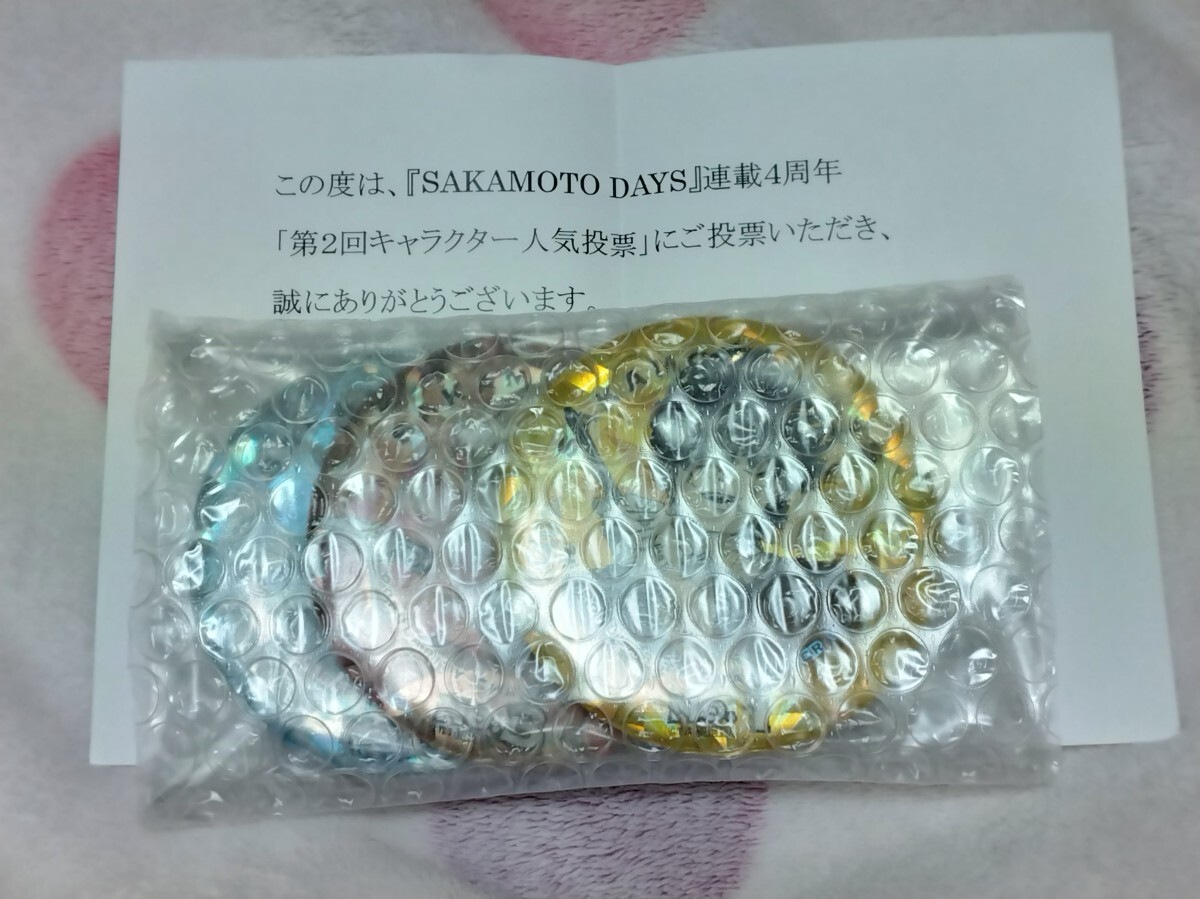 この度は、『SAKAMOTO DAYS』連載4周年
「第2回キャラクター人気投票」にご投票いただき、
誠にありがとうございます。